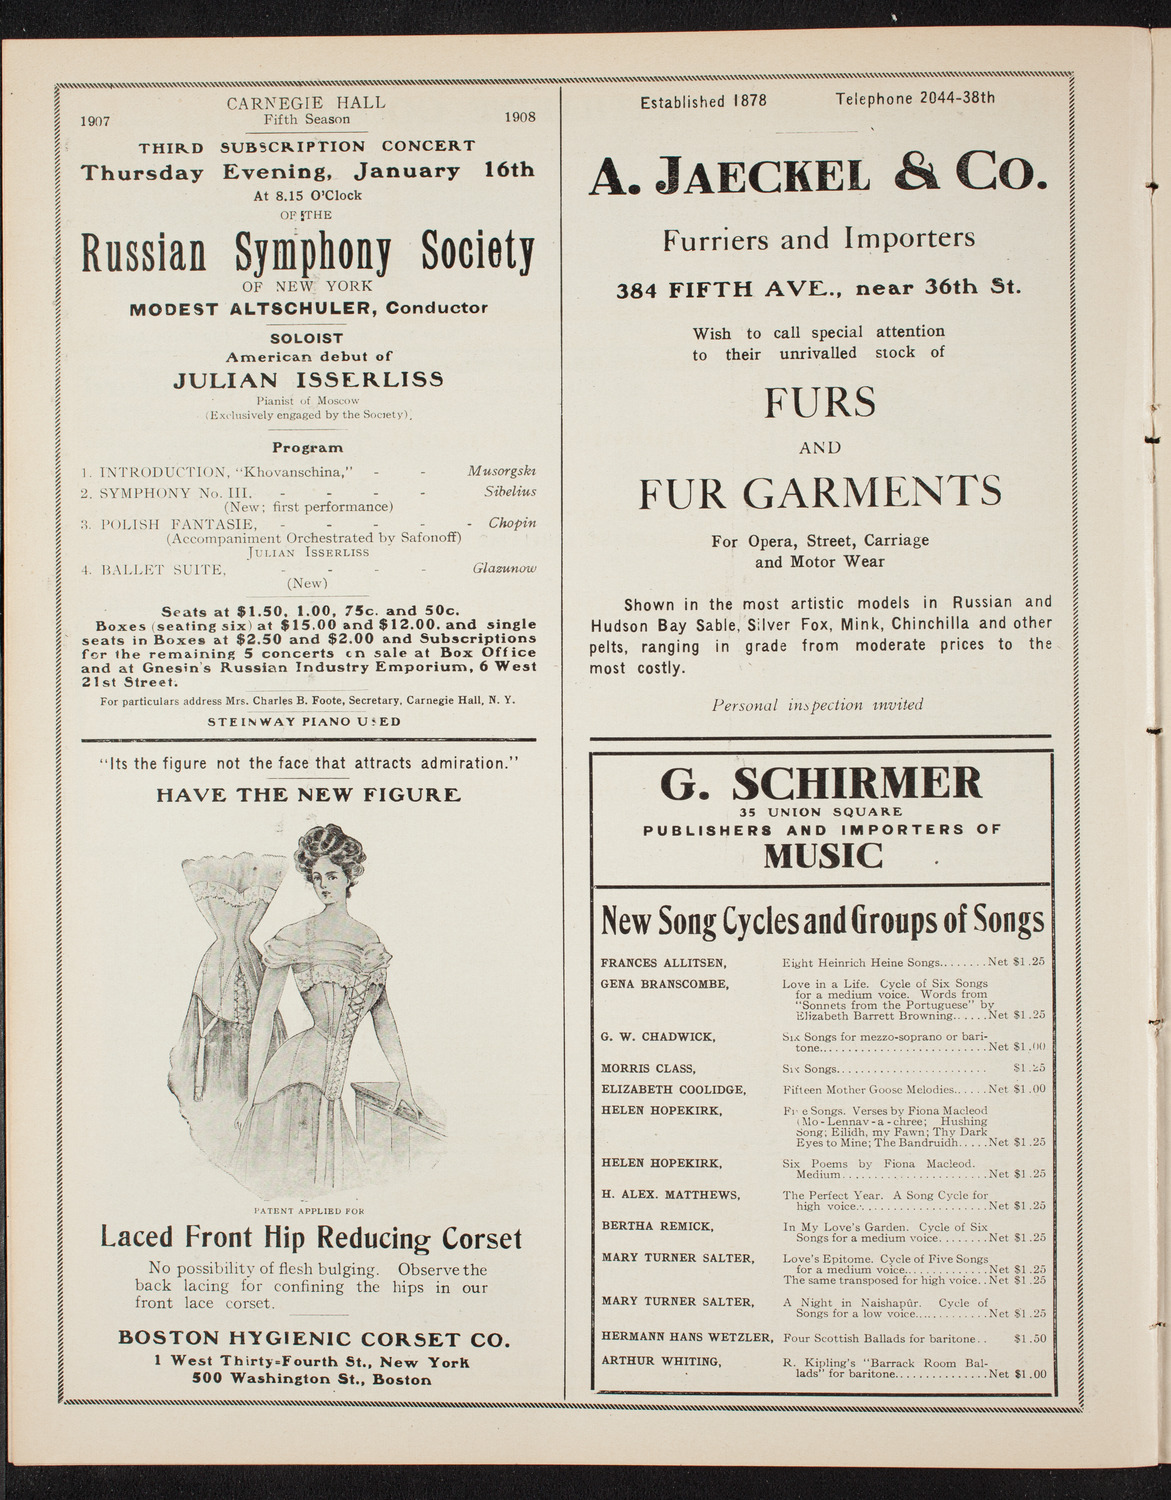 CARNEGIE HALL
1907 Fifth Season 1908
THIRD SUBSCRIPTION CONCERT
Thursday Evening, January 16th
At 8.15 O'Clock
OF THE
Russian Symphony Society
OF NEW YORK
MODEST ALTSCHULER, Conductor
SOLOIST
American debut of
JULIAN ISSERLISS
Pianist of Moscow
(Exclusively engaged by the Society).
Program
1. INTRODUCTION, "Khovanschina," - - Musorgski
2. SYMPHONY No. III, - - - - Sibelius
(New; first performance)
3. POLISH FANTASIE, - - - - - Chopin
(Accompaniment Orchestrated by Safonoff)
JULIAN ISSERLISS
4. BALLET SUITE, - - - - Glazunow
(New)
Seats at $1.50, 1.00, 75c. and 50c.
Boxes (seating six) at $15.00 and $12.00. and single
seats in Boxes at $2.50 and $2.00 and Subscriptions
for the remaining 5 concerts on sale at Box Office
and at Gnesin's Russian Industry Emporium, 6 West
21st Street.
For particulars address Mrs. Charles B. Foote, Secretary, Carnegie Hall, N. Y.
STEINWAY PIANO USED
"Its the figure not the face that attracts admiration."
HAVE THE NEW FIGURE
PATENT APPLIED FOR
Laced Front Hip Reducing Corset
No possibility of flesh bulging. Observe the
back lacing for confining the hips in our
front lace corset.
BOSTON HYGIENIC CORSET CO.
1 West Thirty=Fourth St., New York
500 Washington St., Boston
Established 1878 Telephone 2044-38th
A. JAECKEL & CO.
Furriers and Importers
384 FIFTH AVE., near 36th St.
Wish to call special attention
to their unrivalled stock of
FURS
AND
FUR GARMENTS
For Opera, Street, Carriage
and Motor Wear
Shown in the most artistic models in Russian and
Hudson Bay Sable, Silver Fox, Mink, Chinchilla and other
pelts, ranging in grade from moderate prices to the
most costly.
Personal inspection invited
G. SCHIRMER
35 UNION SQUARE
PUBLISHERS AND IMPORTERS OF
MUSIC
New Song Cycles and Groups of Songs
FRANCES ALLITSEN, Eight Heinrich Heine Songs........Net $1.25
GENA BRANSCOMBE, Love in a Life. Cycle of Six Songs
for a medium voice. Words from
"Sonnets from the Portuguese" by
Elizabeth Barrett Browning......Net $1.25
G. W. CHADWICK, Six Songs for mezzo-soprano or bari-
tone...........................Net $1.00
MORRIS CLASS, Six Songs........................ $1.25
ELIZABETH COOLIDGE, Fifteen Mother Goose Melodies......Net $1.00
HELEN HOPEKIRK, Five Songs. Verses by Fiona Macleod
(Mo-Lennav-a-chree; Hushing
Song; Eilidh, my Fawn; Thy Dark
Eyes to Mine; The Bandruidh.....Net $1.25
HELEN HOPEKIRK, Six Poems by Fiona Macleod.
Medium........................Net $1.25
H. ALEX. MATTHEWS, The Perfect Year. A Song Cycle for
high voice......................Net $1.25
BERTHA REMICK, In My Love's Garden. Cycle of Six
Songs for a medium voice........Net $1.25
MARY TURNER SALTER, Love's Epitome. Cycle of Five Songs
for a medium voice..............Net $1.25
The same transposed for high voice..Net $1.25
MARY TURNER SALTER, A Night in Naishapûr. Cycle of
Songs for a low voice............Net $1.25
HERMANN HANS WETZLER, Four Scottish Ballads for baritone.. $1.50
ARTHUR WHITING, R. Kipling's "Barrack Room Bal-
lads" for baritone...............Net $1.00